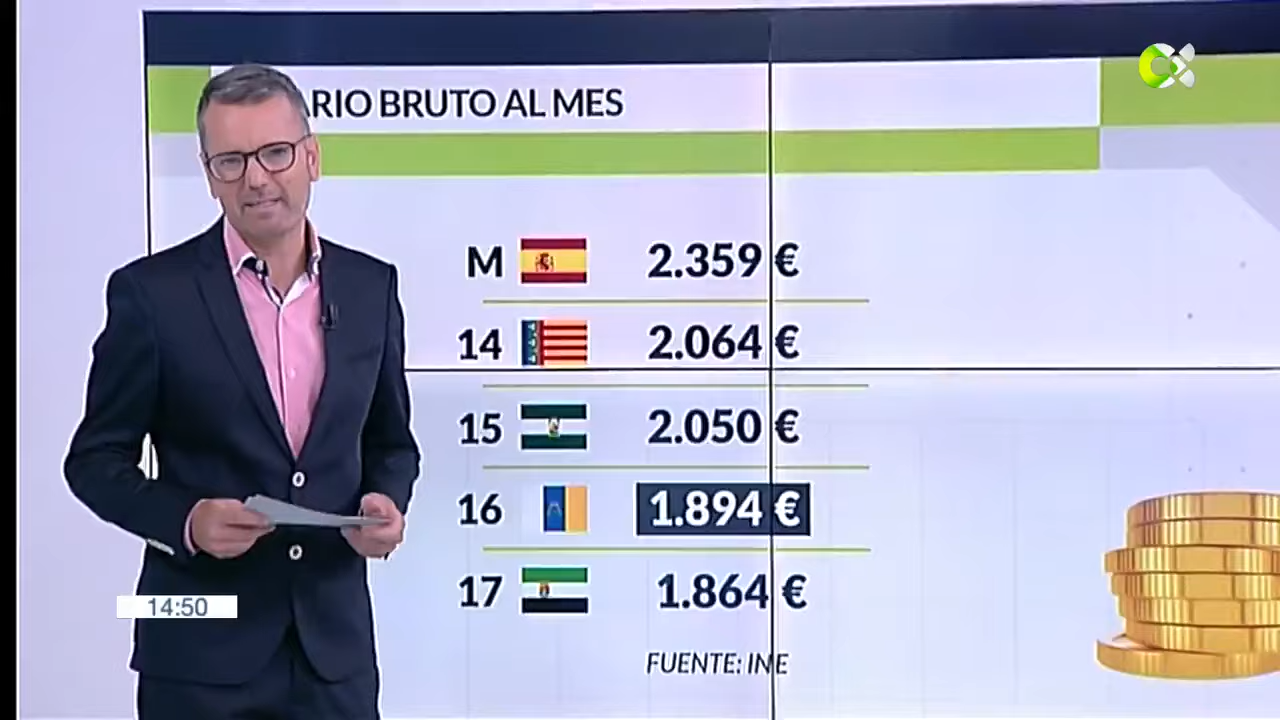 ARIO BRUTO AL MES
M 2.359 €
14 2.064 €
15 2.050 €
16 1.894 €
17 1.864 €
FUENTE: INE
14:50